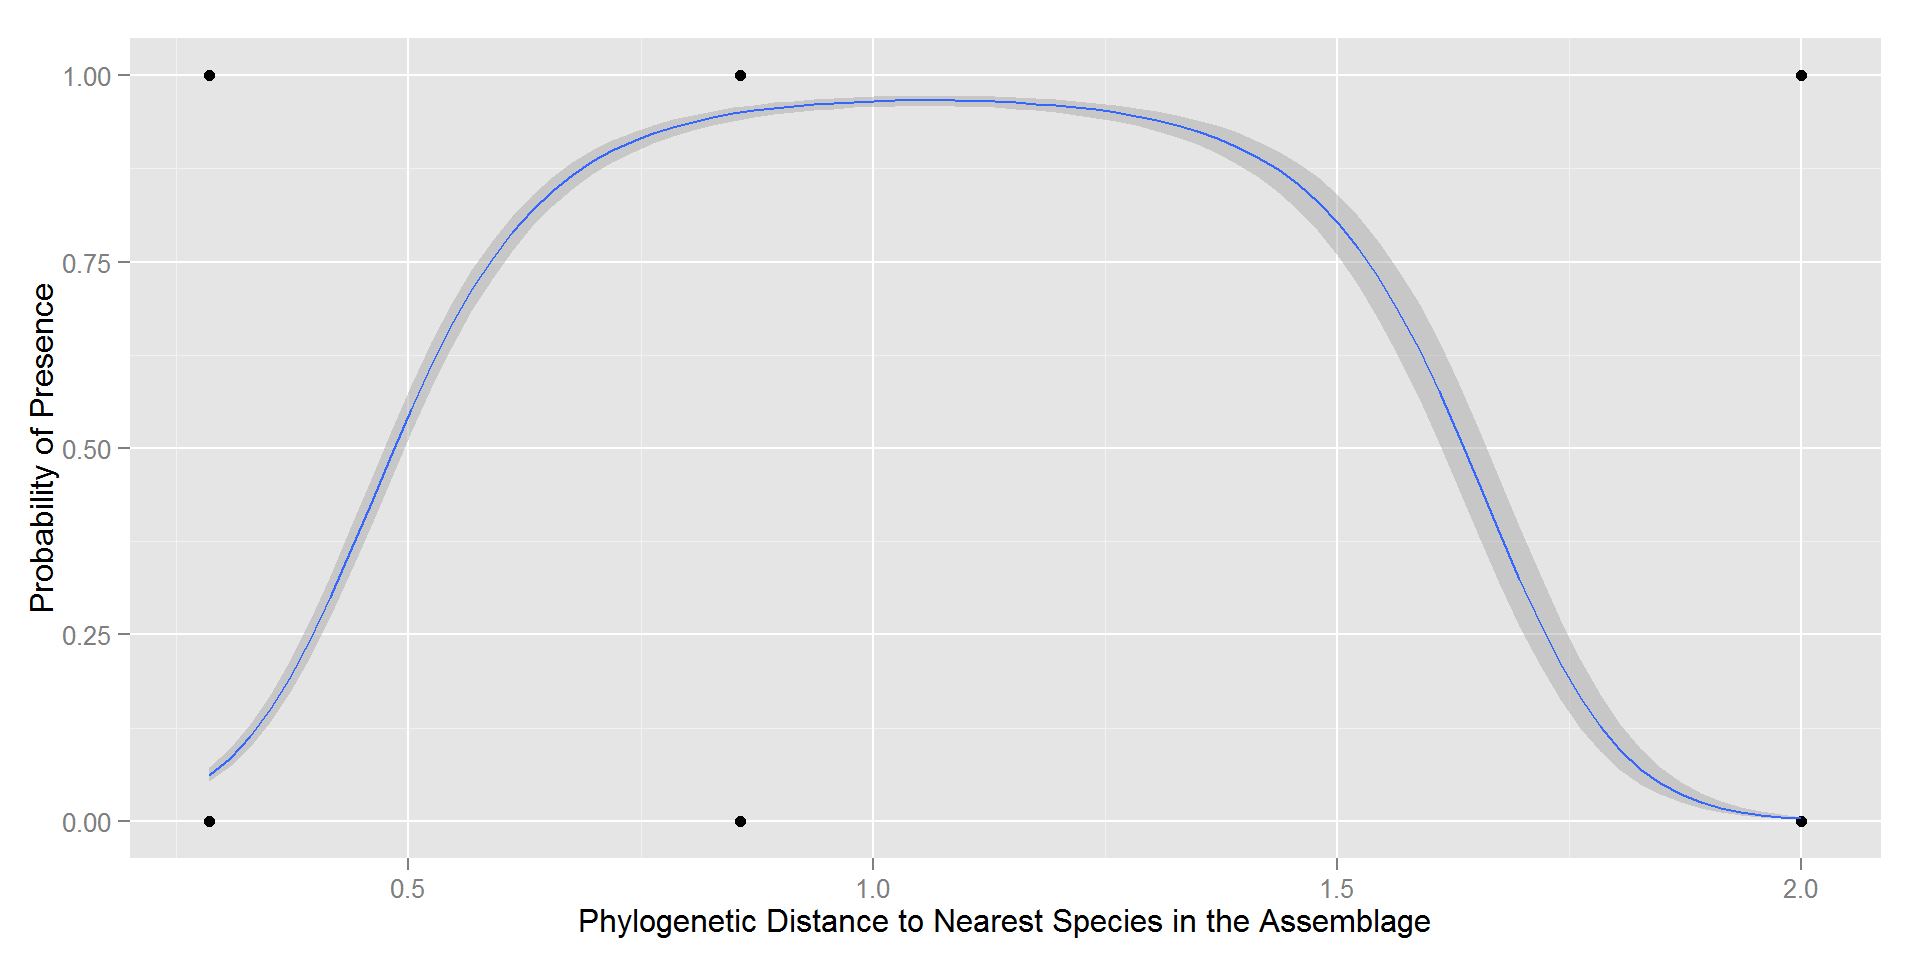 1.00
0.75
0.50
0.25
0.00
Probability of Presence
0.5 1.0 1.5 2.0
Phylogenetic Distance to Nearest Species in the Assemblage